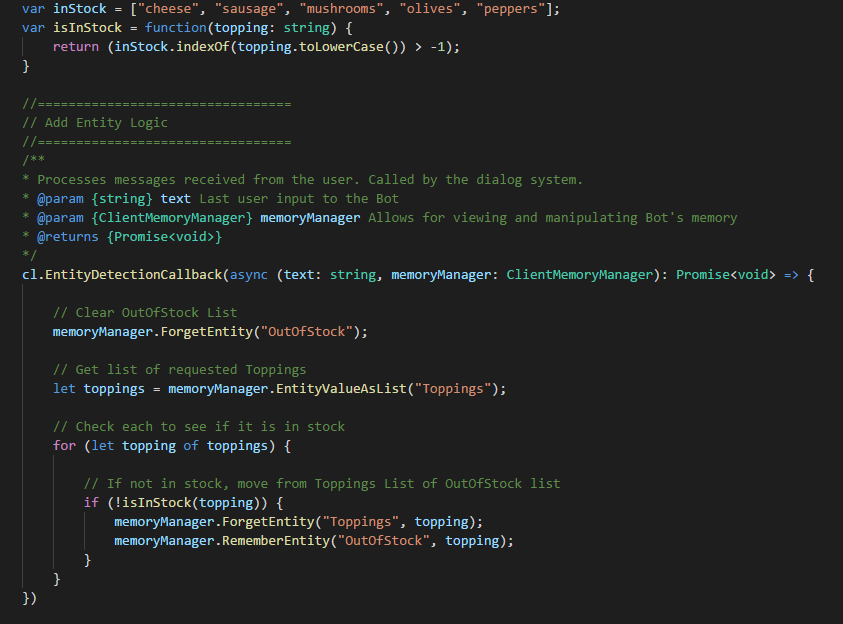 var inStock = ["cheese", "sausage", "mushrooms", "olives", "peppers"];
var isInStock = function(topping: string) {
    return (inStock.indexOf(topping.toLowerCase()) > -1);
}

//=================================
// Add Entity Logic
//=================================
/**
* Processes messages received from the user. Called by the dialog system.
* @param {string} text Last user input to the Bot
* @param {ClientMemoryManager} memoryManager Allows for viewing and manipulating Bot's memory
* @returns {Promise<void>}
*/
cl.EntityDetectionCallback(async (text: string, memoryManager: ClientMemoryManager): Promise<void> => {

    // Clear OutOfStock List
    memoryManager.ForgetEntity("OutOfStock");

    // Get list of requested Toppings
    let toppings = memoryManager.EntityValueAsList("Toppings");

    // Check each to see if it is in stock
    for (let topping of toppings) {

        // If not in stock, move from Toppings List of OutOfStock list
        if (!isInStock(topping)) {
            memoryManager.ForgetEntity("Toppings", topping);
            memoryManager.RememberEntity("OutOfStock", topping);
        }
    }
})